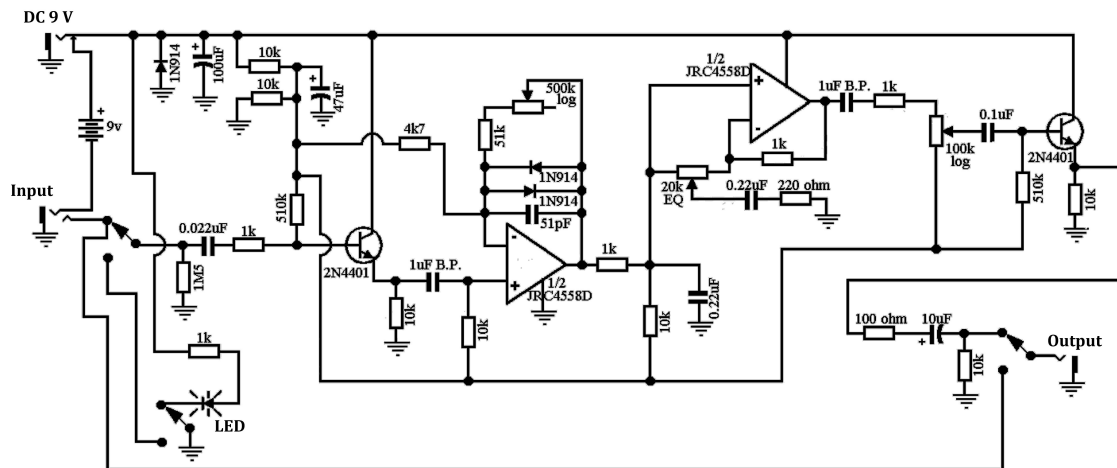 DC 9 V
1N914
100uF
+
10k
10k
+
47uF
9v
+
4k7
500k
log
51k
1N914
1N914
51pF
1/2
JRC4558D
+
-
1uF B.P.
1k
1k
20k
EQ
0.22uF
220 ohm
100k
log
0.1uF
2N4401
510k
10k
Input
0.022uF
1k
510k
1M5
2N4401
10k
1uF B.P.
10k
-
+
1/2
JRC4558D
1k
10k
0.22uF
1k
LED
100 ohm
10uF
+
10k
Output